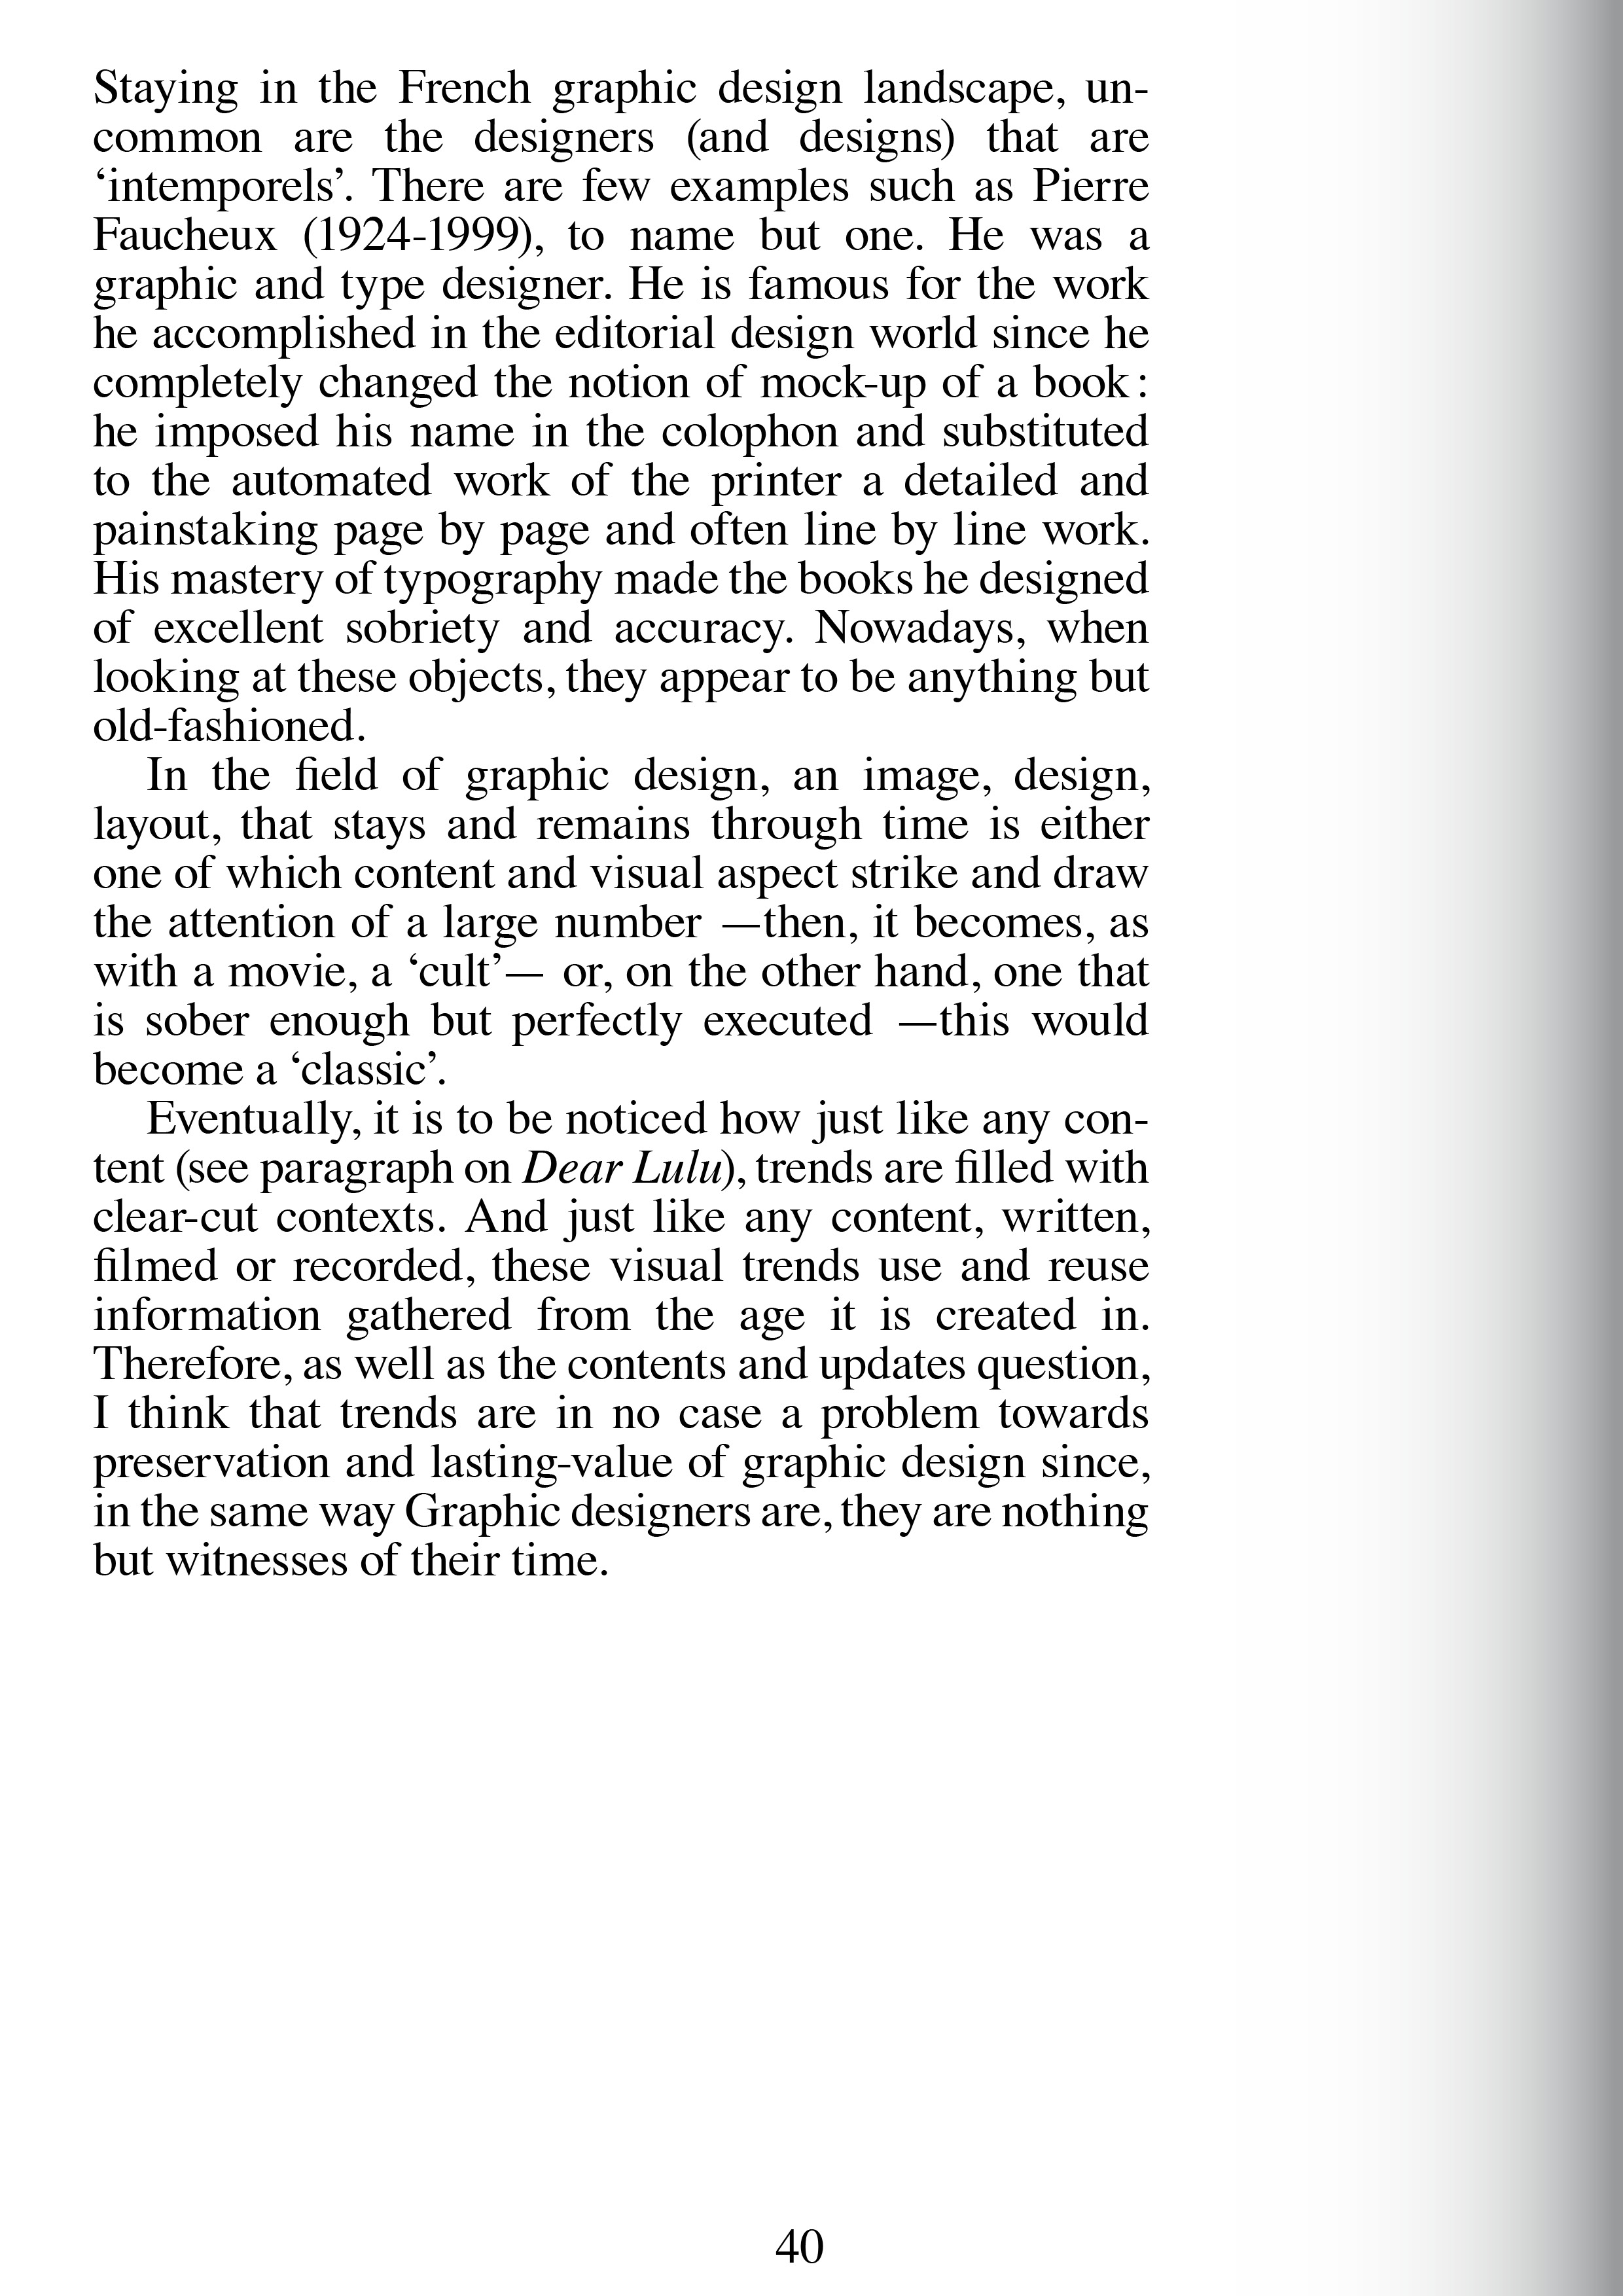 Staying in the French graphic design landscape, un-
common are the designers (and designs) that are
‘intemporels’. There are few examples such as Pierre
Faucheux (1924-1999), to name but one. He was a
graphic and type designer. He is famous for the work
he accomplished in the editorial design world since he
completely changed the notion of mock-up of a book :
he imposed his name in the colophon and substituted
to the automated work of the printer a detailed and
painstaking page by page and often line by line work.
His mastery of typography made the books he designed
of excellent sobriety and accuracy. Nowadays, when
looking at these objects, they appear to be anything but
old-fashioned.
In the field of graphic design, an image, design,
layout, that stays and remains through time is either
one of which content and visual aspect strike and draw
the attention of a large number —then, it becomes, as
with a movie, a ‘cult’— or, on the other hand, one that
is sober enough but perfectly executed —this would
become a ‘classic’.
Eventually, it is to be noticed how just like any con-
tent (see paragraph on Dear Lulu), trends are filled with
clear-cut contexts. And just like any content, written,
filmed or recorded, these visual trends use and reuse
information gathered from the age it is created in.
Therefore, as well as the contents and updates question,
I think that trends are in no case a problem towards
preservation and lasting-value of graphic design since,
in the same way Graphic designers are, they are nothing
but witnesses of their time.
40